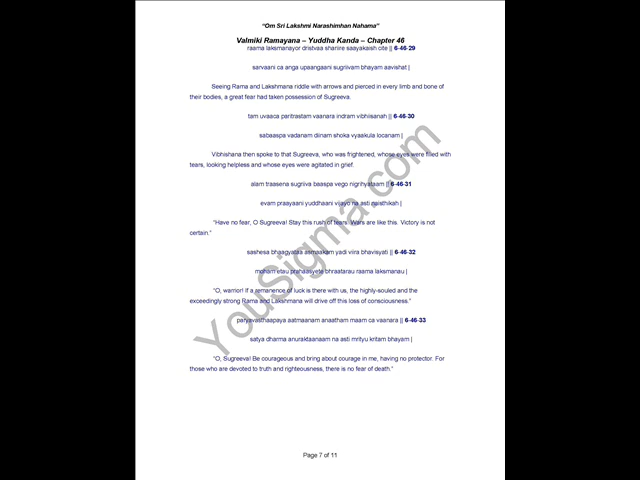 “Om Sri Lakshmi Narashimhan Nahama”
Valmiki Ramayana – Yuddha Kanda – Chapter 46
raama laksmanayor dristvaa shariire saayakaish cite || 6-46-29
sarvaani ca anga upaangaani sugriivam bhayam aavishat |
Seeing Rama and Lakshmana riddle with arrows and pierced in every limb and bone of
their bodies, a great fear had taken possession of Sugreeva.
tam uvaaca paritrastam vaanara indram vibhiisanah || 6-46-30
sabaaspa vadanam diinam shoka vyaakula locanam |
Vibhishana then spoke to that Sugreeva, who was frightened, whose eyes were filled with
tears, looking helpless and whose eyes were agitated in grief.
alam traasena sugriiva baaspa vego nigrihyataam || 6-46-31
evam praayaani yuddhaani vijayo na asti naisthikah |
“Have no fear, O Sugreeva! Stay this rush of tears. Wars are like this. Victory is not
certain.”
sashesa bhaagyataa asmaakam yadi viira bhavisyati || 6-46-32
moham etau prahaasyete bhraatarau raama laksmanau |
“O, warrior! If a remanence of luck is there with us, the highly-souled and the
exceedingly strong Rama and Lakshmana will drive off this loss of consciousness.”
paryavasthaapaya aatmaanam anaatham maam ca vaanara || 6-46-33
satya dharma anuraktaanaam na asti mrityu kritam bhayam |
“O, Sugreeva! Be courageous and bring about courage in me, having no protector. For
those who are devoted to truth and righteousness, there is no fear of death.”
YouSigma.com
Page 7 of 11